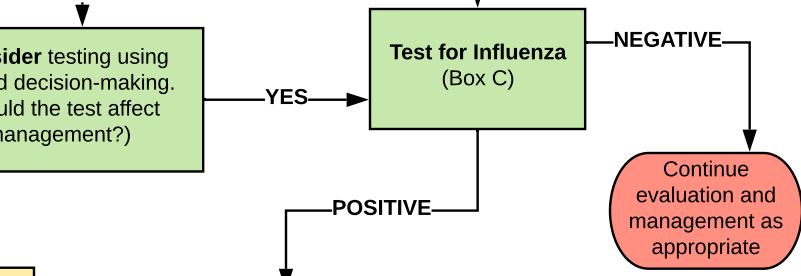 sider testing using
d decision-making.
uld the test affect
management?)
YES
Test for Influenza
(Box C)
NEGATIVE
POSITIVE
Continue
evaluation and
management as
appropriate